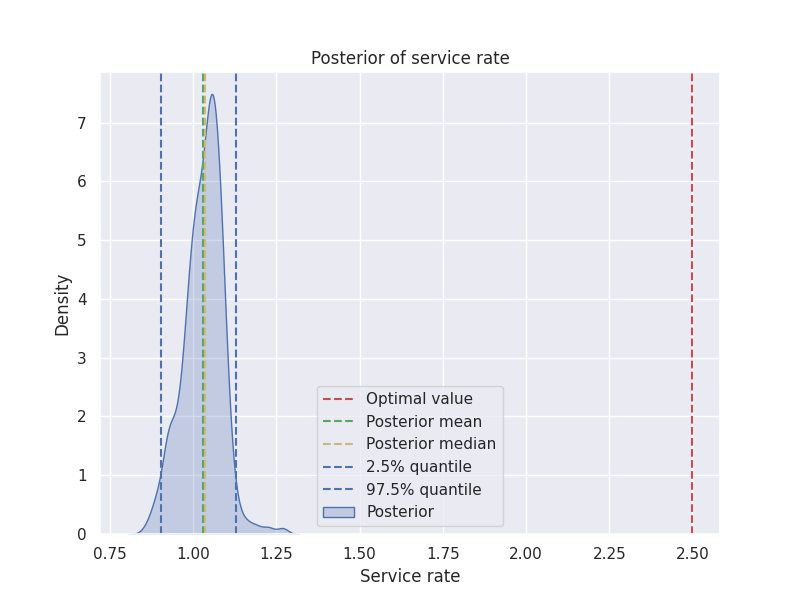 Posterior of service rate
Density
7
6
5
4
3
2
1
0
0.75 1.00 1.25 1.50 1.75 2.00 2.25 2.50
Service rate
Optimal value
Posterior mean
Posterior median
2.5% quantile
97.5% quantile
Posterior